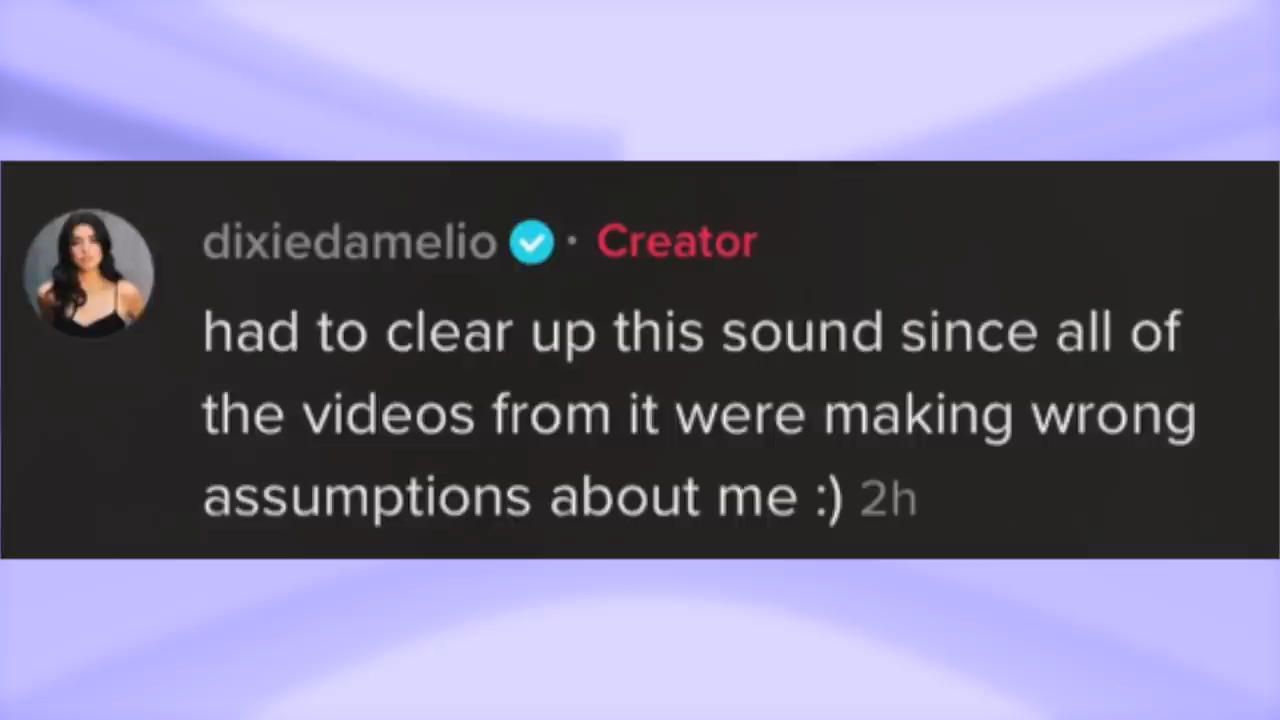 dixiedamelio · Creator
had to clear up this sound since all of
the videos from it were making wrong
assumptions about me :) 2h